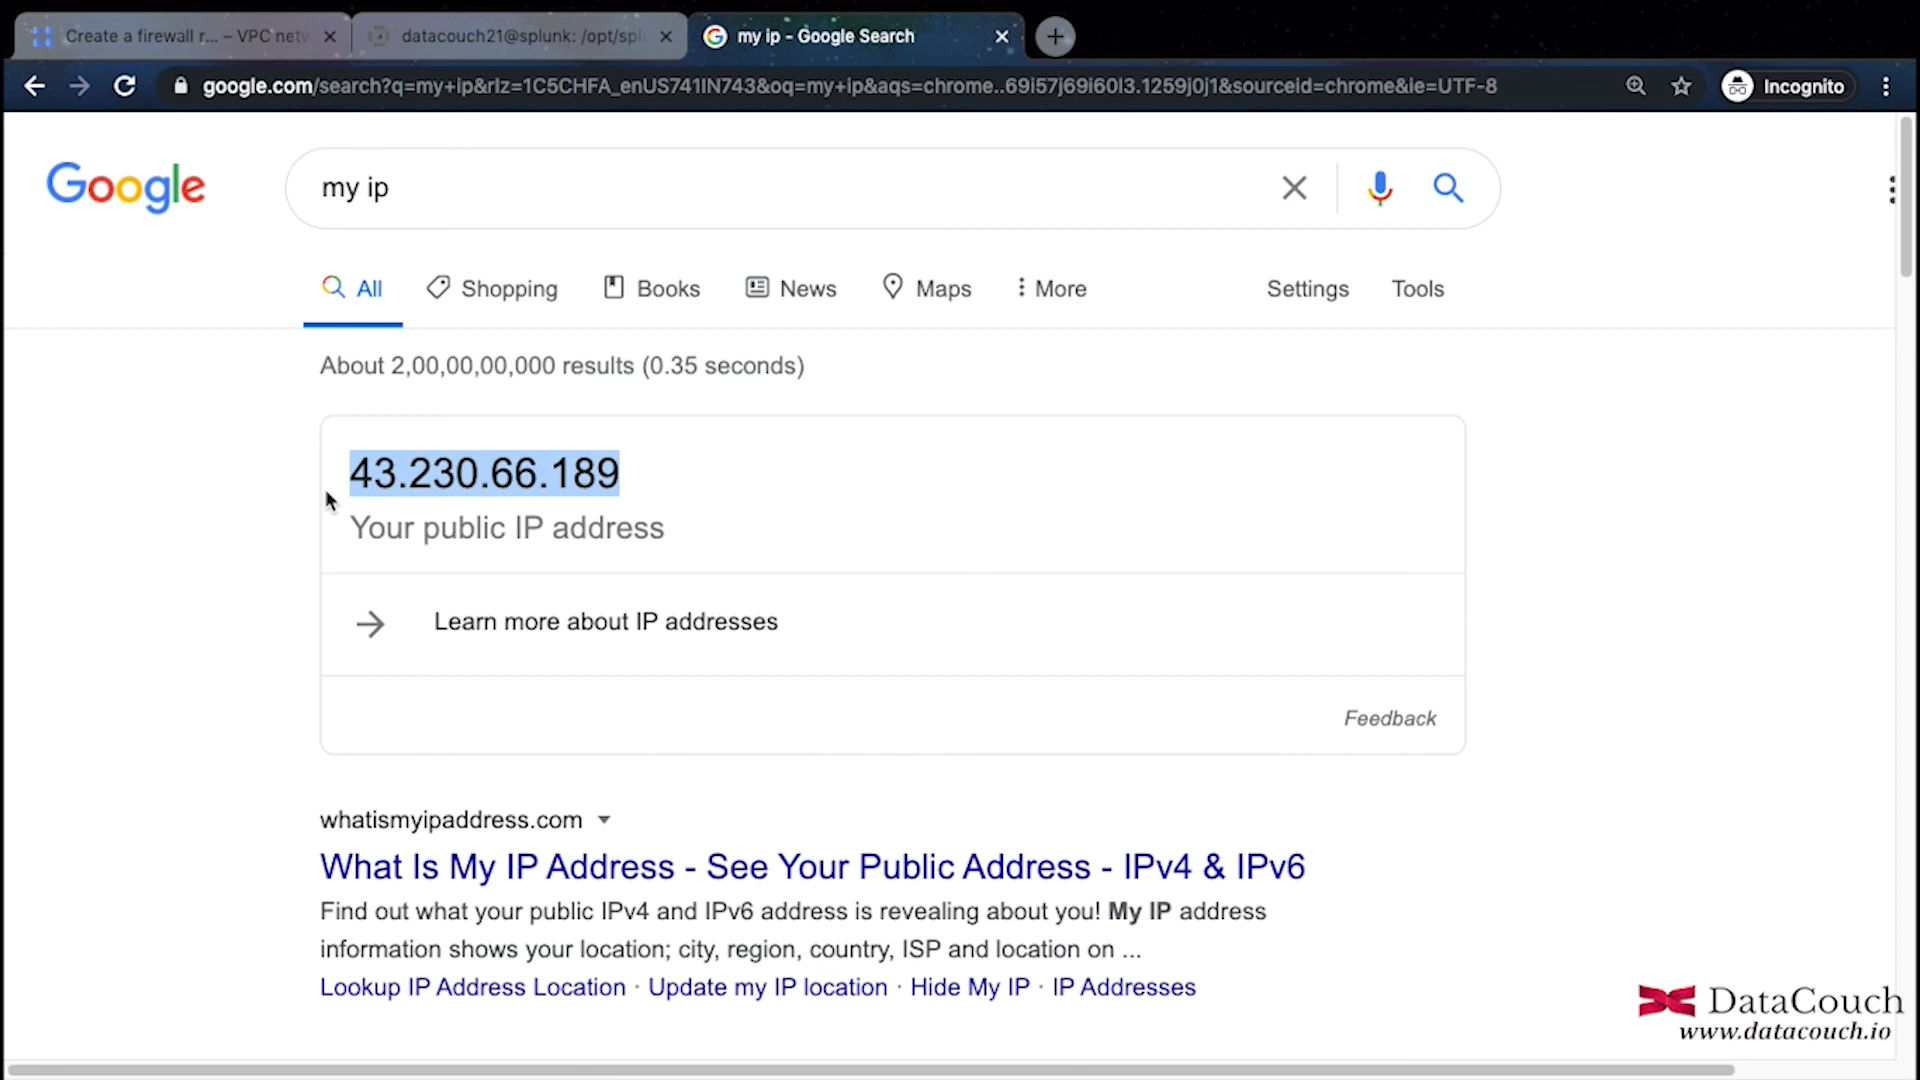 Create a firewall r... – VPC netw
datacouch21@splunk: /opt/spl
my ip - Google Search
google.com/search?q=my+ip&rlz=1C5CHFA_enUS741IN743&oq=my+ip&aqs=chrome..69i57j69i60l3.1259j0j1&sourceid=chrome&ie=UTF-8
Incognito
Google
my ip
All
Shopping
Books
News
Maps
More
Settings
Tools
About 2,00,00,00,000 results (0.35 seconds)
43.230.66.189
Your public IP address
Learn more about IP addresses
Feedback
whatismyipaddress.com
What Is My IP Address - See Your Public Address - IPv4 & IPv6
Find out what your public IPv4 and IPv6 address is revealing about you! My IP address
information shows your location; city, region, country, ISP and location on ...
Lookup IP Address Location · Update my IP location · Hide My IP · IP Addresses
DataCouch
www.datacouch.io